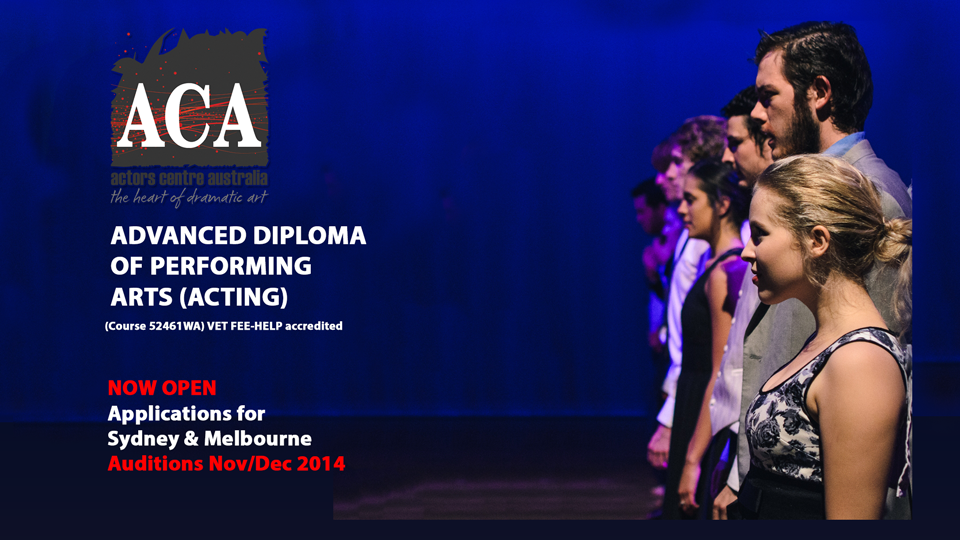 ACA
actors centre australia
the heart of dramatic art
ADVANCED DIPLOMA
OF PERFORMING
ARTS (ACTING)
(Course 52461WA) VET FEE-HELP accredited
NOW OPEN
Applications for
Sydney & Melbourne
Auditions Nov/Dec 2014